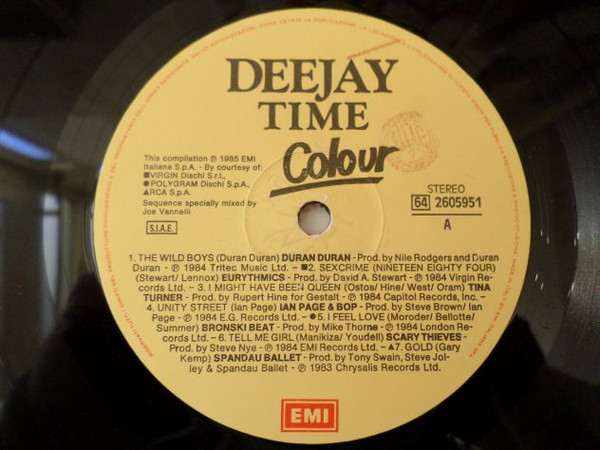 DEEJAY
TIME
Colour
This compilation ℗ 1985 EMI
Italiana S.p.A. - By courtesy of:
■VIRGIN Dischi S.r.l.,
●POLYGRAM Dischi S.p.A.,
▲RCA S.p.A.
Sequence specially mixed by
Joe Vannelli
S.I.A.E.
STEREO
64 2605951
A
1. THE WILD BOYS (Duran Duran) DURAN DURAN - Prod. by Nile Rodgers and Duran
Duran - ℗ 1984 Tritec Music Ltd. - ■2. SEXCRIME (NINETEEN EIGHTY FOUR)
(Stewart/ Lennox) EURYTHMICS - Prod. by David A. Stewart - ℗ 1984 Virgin Re-
cords Ltd. - 3. I MIGHT HAVE BEEN QUEEN (Ostos/ Hine/ West/ Oram) TINA
TURNER - Prod. by Rupert Hine for Gestalt - ℗ 1984 Capitol Records, Inc. -
4. UNITY STREET (Ian Page) IAN PAGE & BOP - Prod. by Steve Brown/ Ian
Page - ℗ 1984 E.G. Records Ltd. - ●5. I FEEL LOVE (Moroder/ Bellotte/
Summer) BRONSKI BEAT - Prod. by Mike Thorne - ℗ 1984 London Re-
cords Ltd. - 6. TELL ME GIRL (Manikiza/ Youdell) SCARY THIEVES -
Prod. by Steve Nye - ℗ 1984 EMI Records Ltd. - ▲7. GOLD (Gary
Kemp) SPANDAU BALLET - Prod. by Tony Swain, Steve Jol-
ley & Spandau Ballet - ℗ 1983 Chrysalis Records Ltd.
EMI